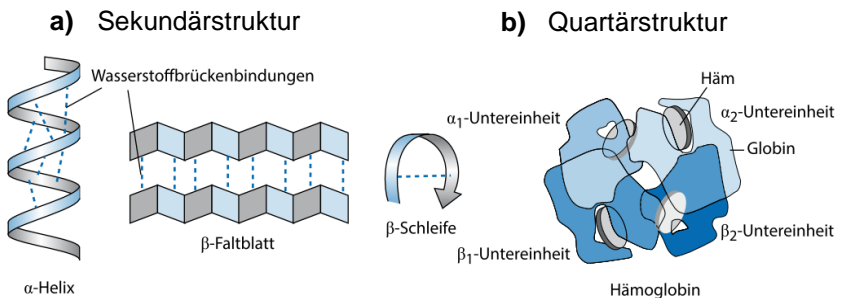 a) Sekundärstruktur
b) Quartärstruktur
Wasserstoffbrückenbindungen
α-Helix
β-Faltblatt
β-Schleife
Häm
α₁-Untereinheit
α₂-Untereinheit
Globin
β₁-Untereinheit
β₂-Untereinheit
Hämoglobin